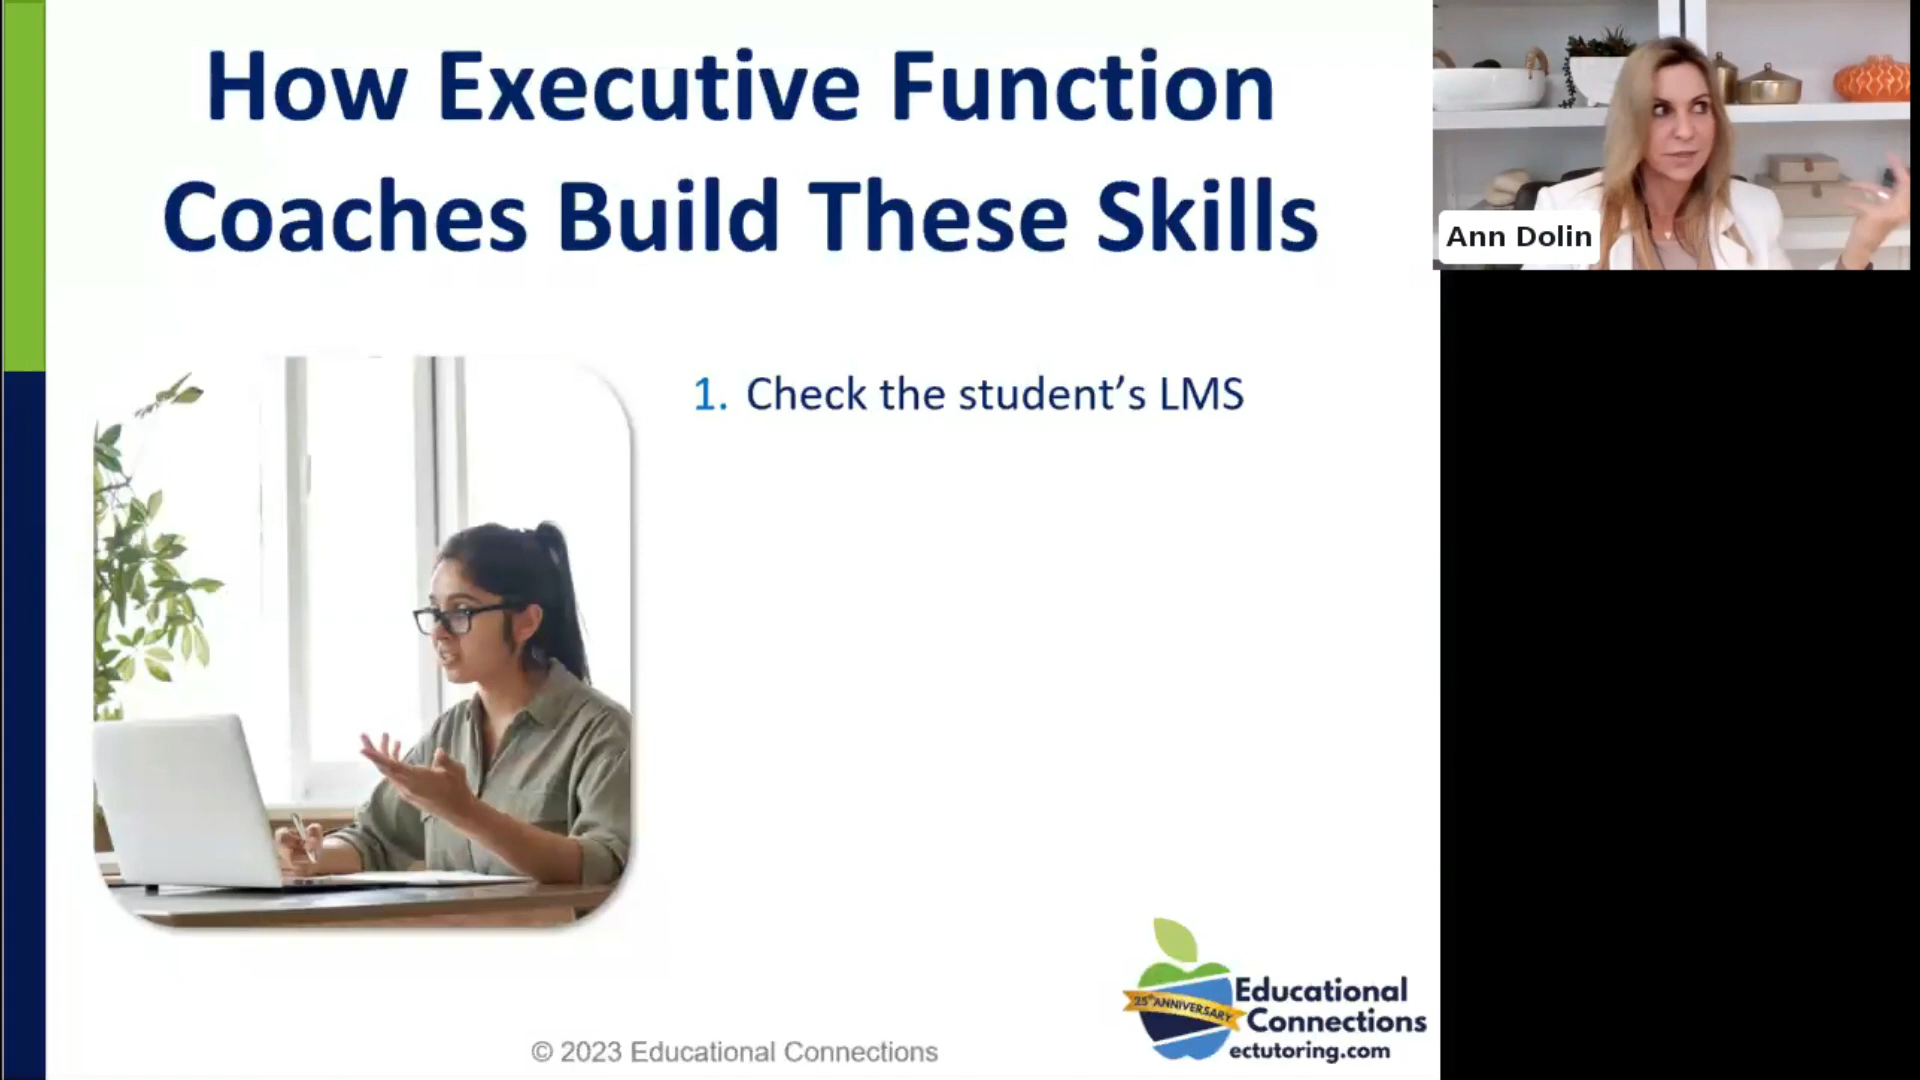 How Executive Function
Coaches Build These Skills
Ann Dolin
1. Check the student’s LMS
25th ANNIVERSARY
Educational
Connections
ectutoring.com
© 2023 Educational Connections